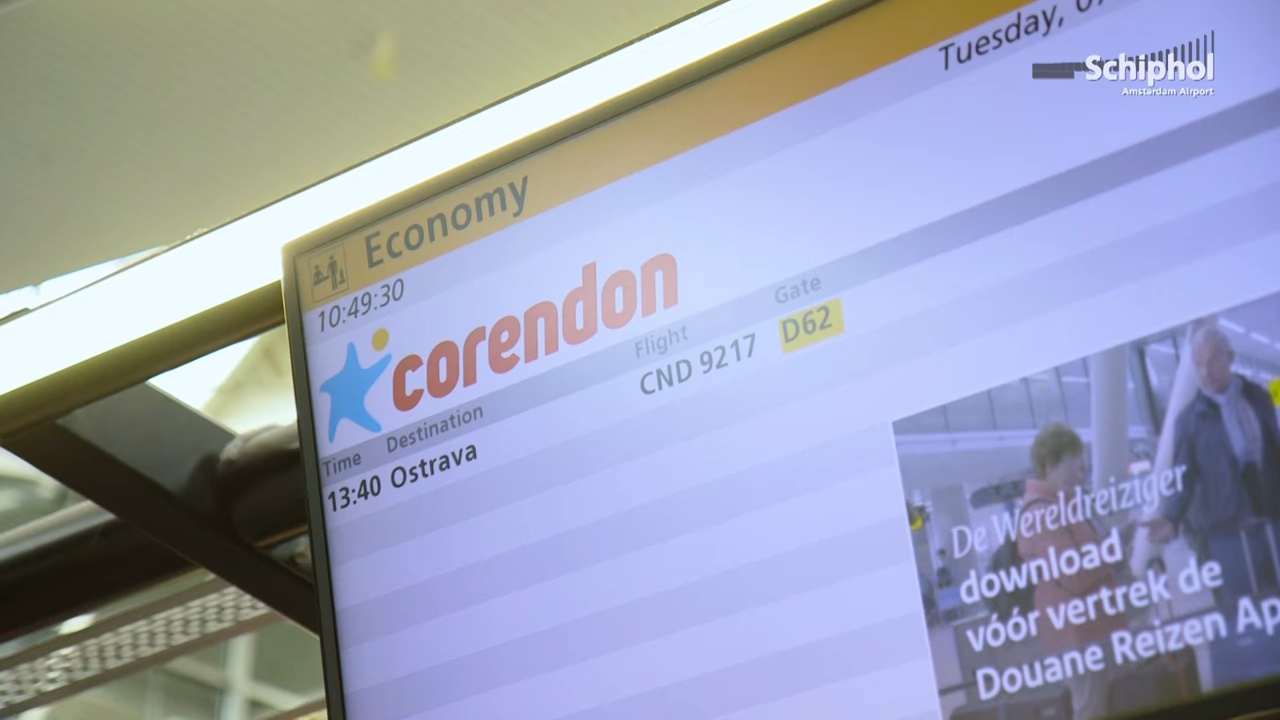 Tuesday,
Schiphol
Amsterdam Airport
Economy
10:49:30
corendon
Time Destination Flight Gate
13:40 Ostrava CND 9217 D62
De Wereldreiziger
download
vóór vertrek de
Douane Reizen